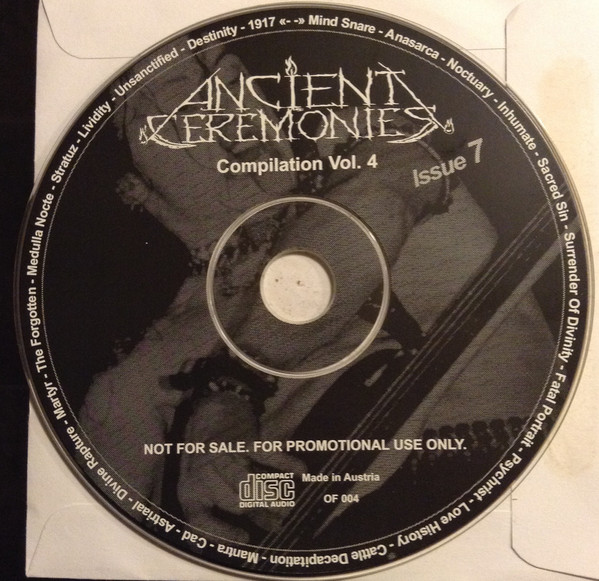 ANCIENT
CEREMONIES
Compilation Vol. 4
Issue 7
NOT FOR SALE. FOR PROMOTIONAL USE ONLY.
COMPACT
disc
DIGITAL AUDIO
Made in Austria
OF 004
Mind Snare - Anasarca - Noctuary - Inhumate - Sacred Sin - Surrender Of Divinity - Fatal Portrait - Psychrist - Love History - Cattle Decapitation - Mantra - Cad - Astriaal - Divine Rapture - Martyr - The Forgotten - Medulla Nocte - Stratuz - Lividity - Unsanctified - Destinity - 1917 «- -»